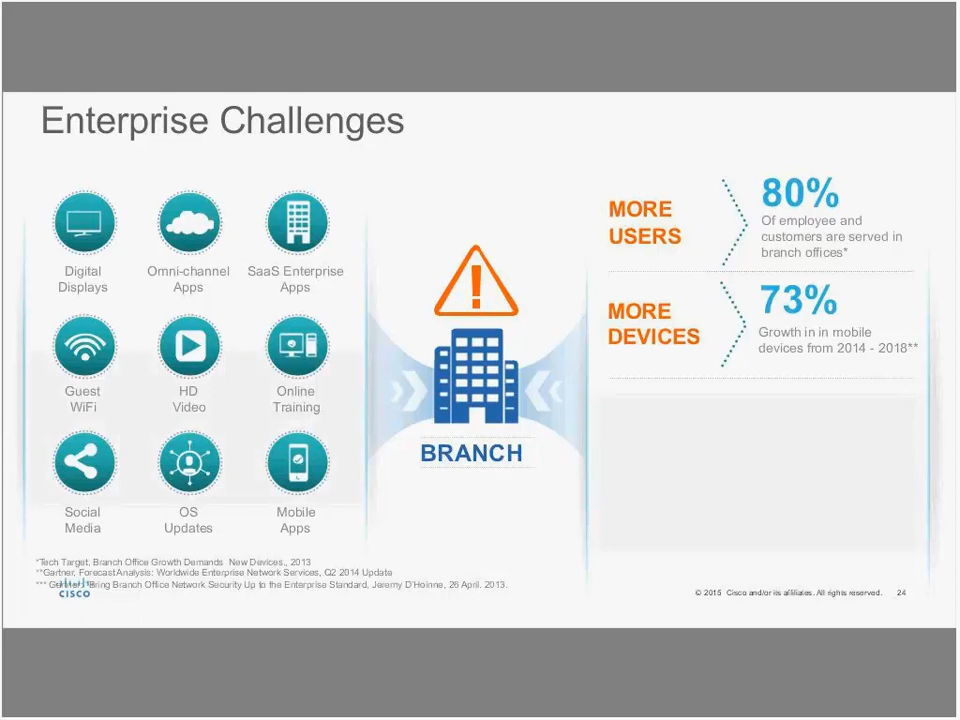 Enterprise Challenges
Digital
Displays
Omni-channel
Apps
SaaS Enterprise
Apps
Guest
WiFi
HD
Video
Online
Training
Social
Media
OS
Updates
Mobile
Apps
BRANCH
MORE
USERS
80%
Of employee and
customers are served in
branch offices*
MORE
DEVICES
73%
Growth in in mobile
devices from 2014 - 2018**
*Tech Target, Branch Office Growth Demands New Devices., 2013
**Gartner, Forecast Analysis: Worldwide Enterprise Network Services, Q2 2014 Update
*** Bring Branch Office Network Security Up to the Enterprise Standard, Jeremy D'Hoinne, 26 April. 2013.
CISCO
© 2015 Cisco and/or its affiliates. All rights reserved. 24